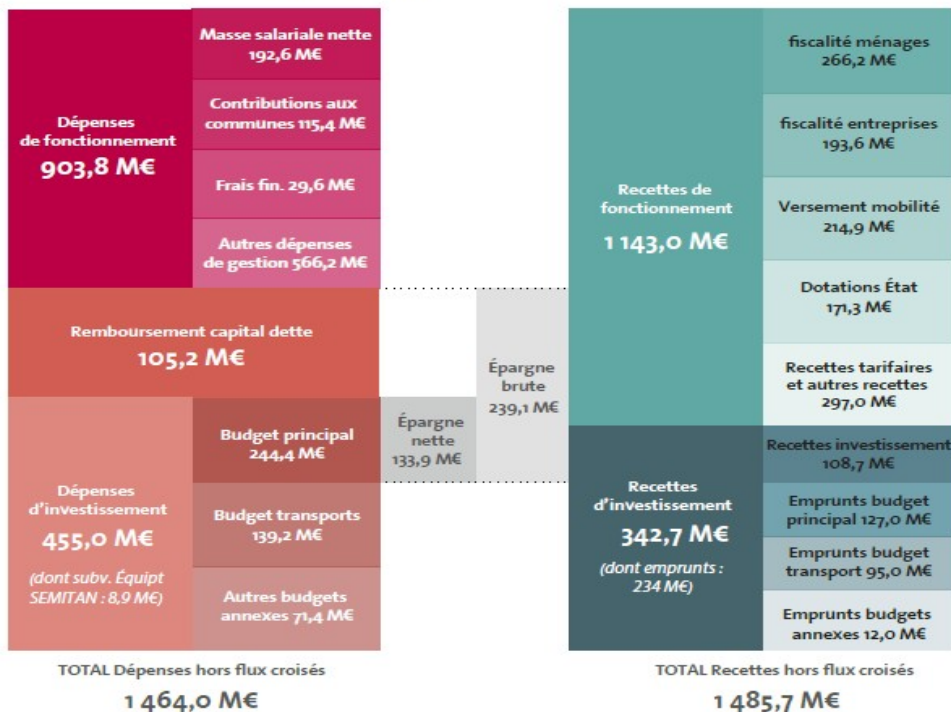 Dépenses
de fonctionnement
903,8 M€
Masse salariale nette
192,6 M€
Contributions aux
communes 115,4 M€
Frais fin. 29,6 M€
Autres dépenses
de gestion 566,2 M€
Remboursement capital dette
105,2 M€
Dépenses
d'investissement
455,0 M€
(dont subv. Équipt
SEMITAN : 8,9 M€)
Budget principal
244,4 M€
Budget transports
139,2 M€
Autres budgets
annexes 71,4 M€
TOTAL Dépenses hors flux croisés
1 464,0 M€
Épargne
nette
133,9 M€
Épargne
brute
239,1 M€
Recettes de
fonctionnement
1 143,0 M€
fiscalité ménages
266,2 M€
fiscalité entreprises
193,6 M€
Versement mobilité
214,9 M€
Dotations État
171,3 M€
Recettes tarifaires
et autres recettes
297,0 M€
Recettes
d'investissement
342,7 M€
(dont emprunts :
234 M€)
Recettes investissement
108,7 M€
Emprunts budget
principal 127,0 M€
Emprunts budget
transport 95,0 M€
Emprunts budgets
annexes 12,0 M€
TOTAL Recettes hors flux croisés
1 485,7 M€